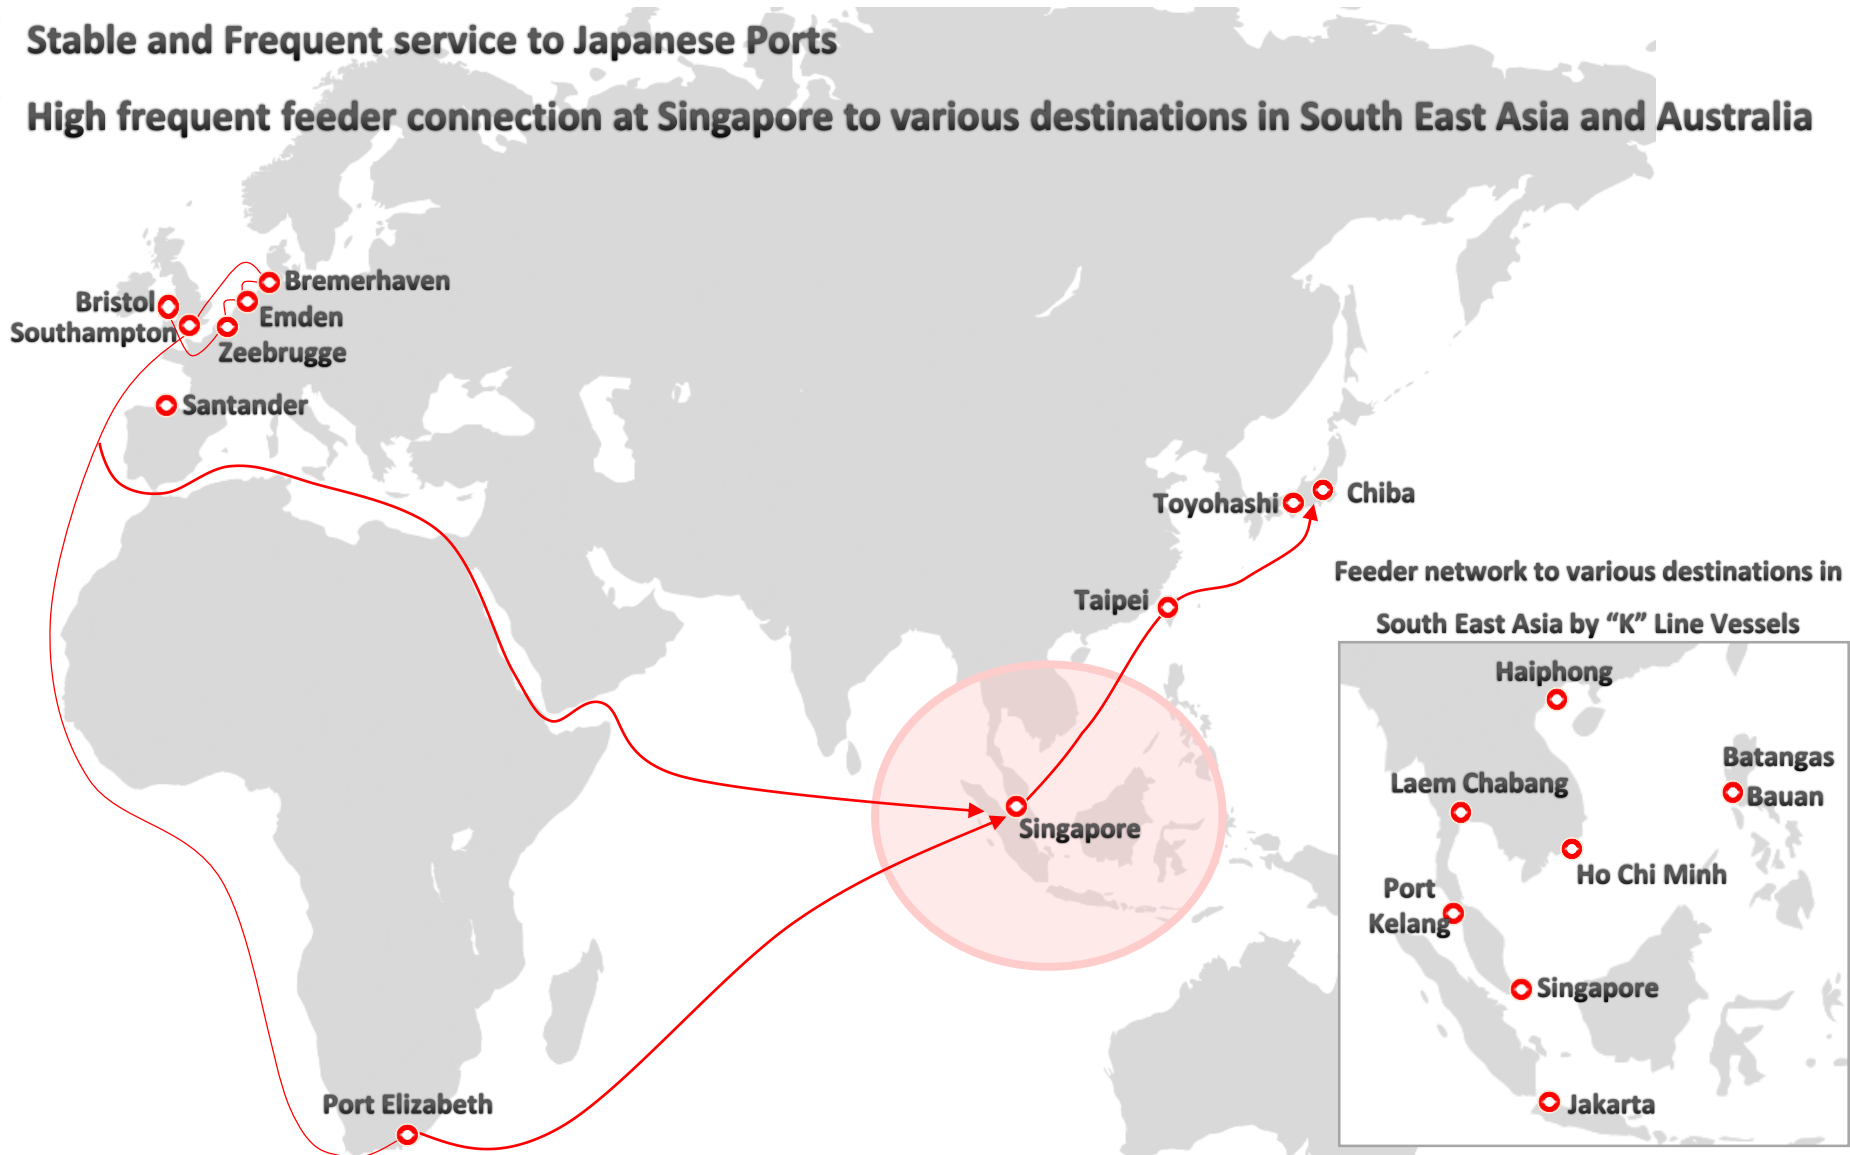 Stable and Frequent service to Japanese Ports
High frequent feeder connection at Singapore to various destinations in South East Asia and Australia
Bremerhaven
Bristol
Emden
Southampton
Zeebrugge
Santander
Toyohashi
Chiba
Taipei
Singapore
Port Elizabeth
Feeder network to various destinations in
South East Asia by “K” Line Vessels
Haiphong
Batangas
Bauan
Laem Chabang
Ho Chi Minh
Port
Kelang
Singapore
Jakarta